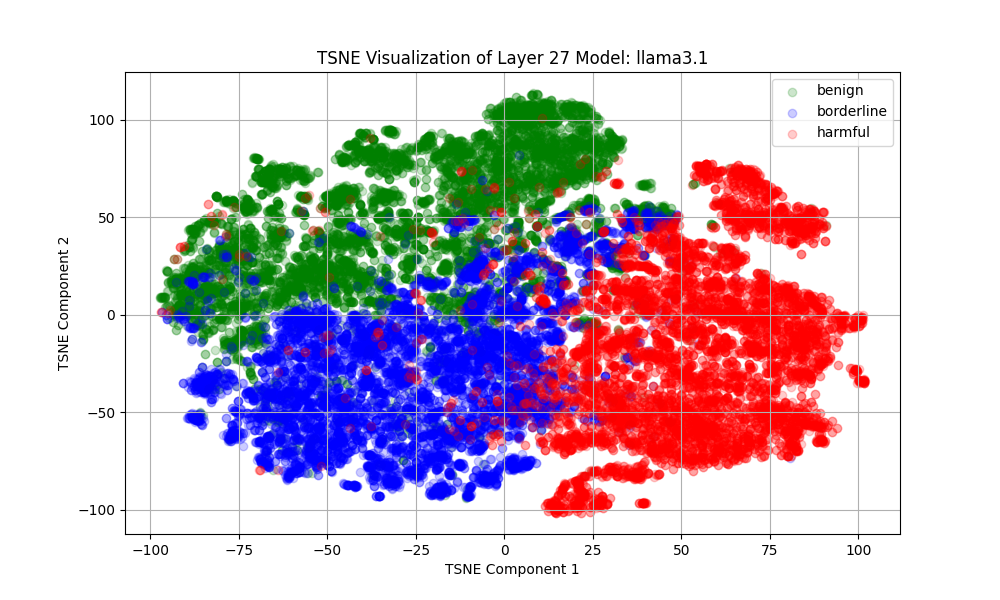 TSNE Visualization of Layer 27 Model: llama3.1
benign
borderline
harmful
TSNE Component 2
100
50
0
−50
−100
−100
−75
−50
−25
0
25
50
75
100
TSNE Component 1